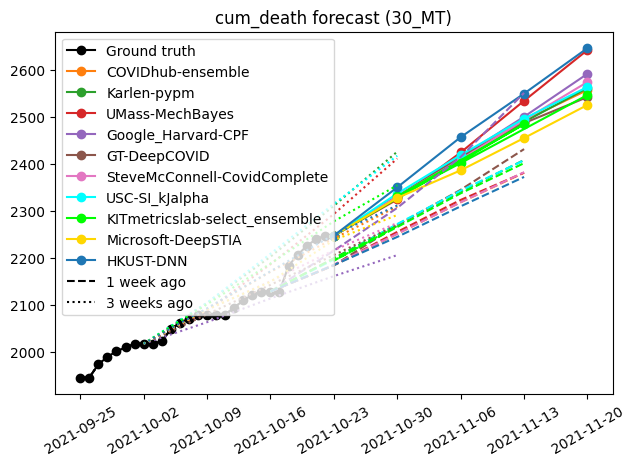 cum_death forecast (30_MT)
2600
2500
2400
2300
2200
2100
2000
Ground truth
COVIDhub-ensemble
Karlen-pypm
UMass-MechBayes
Google_Harvard-CPF
GT-DeepCOVID
SteveMcConnell-CovidComplete
USC-SI_kJalpha
KITmetricslab-select_ensemble
Microsoft-DeepSTIA
HKUST-DNN
1 week ago
3 weeks ago
2021-09-25
2021-10-02
2021-10-09
2021-10-16
2021-10-23
2021-10-30
2021-11-06
2021-11-13
2021-11-20